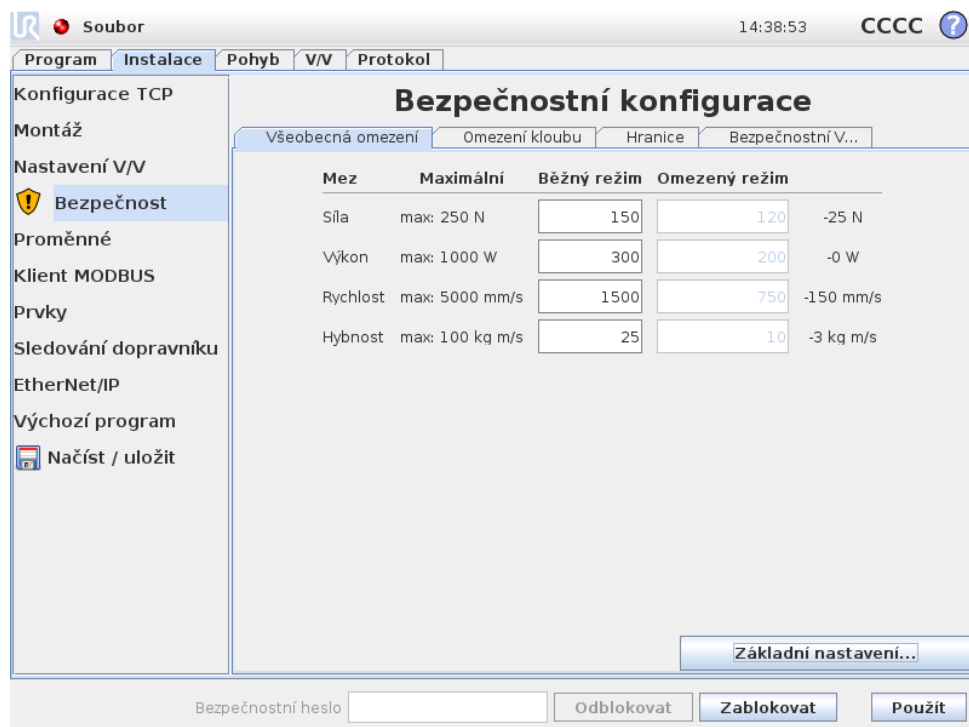 UR Soubor 14:38:53 CCCC ?
Program Instalace Pohyb V/V Protokol
Konfigurace TCP
Montáž
Nastavení V/V
Bezpečnost
Proměnné
Klient MODBUS
Prvky
Sledování dopravníku
EtherNet/IP
Výchozí program
Načíst / uložit
Bezpečnostní konfigurace
Všeobecná omezení Omezení kloubu Hranice Bezpečnostní V...
Mez Maximální Běžný režim Omezený režim
Síla max: 250 N 150 120 -25 N
Výkon max: 1000 W 300 200 -0 W
Rychlost max: 5000 mm/s 1500 750 -150 mm/s
Hybnost max: 100 kg m/s 25 10 -3 kg m/s
Základní nastavení...
Bezpečnostní heslo Odblokovat Zablokovat Použít